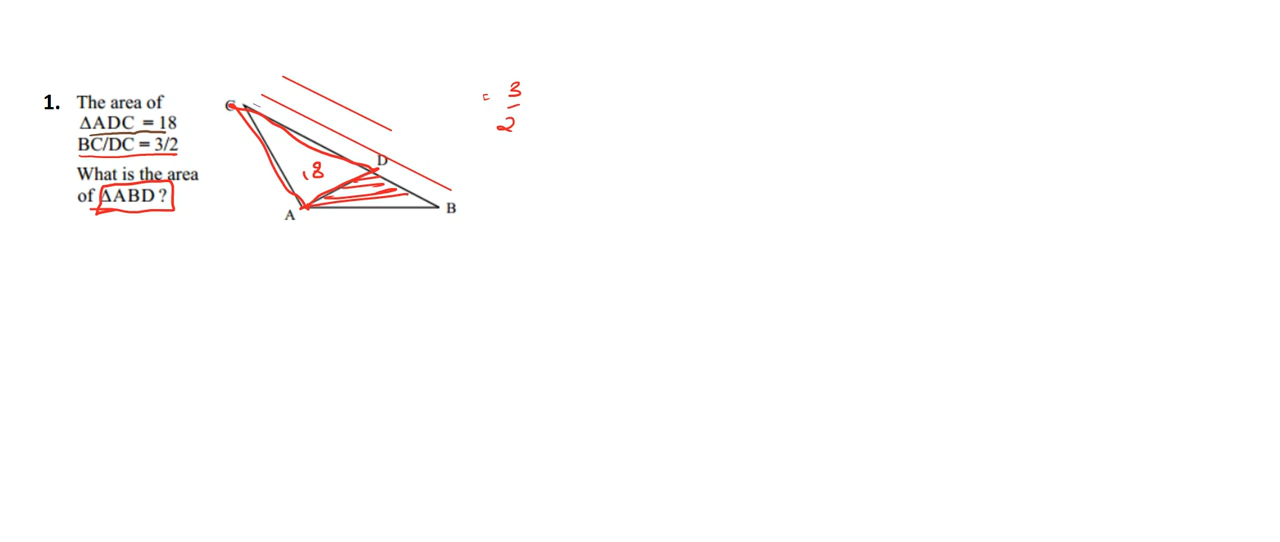 1. The area of
ΔADC = 18
BC/DC = 3/2
What is the area
of ΔABD?
C
D
18
A
B
= 3
2